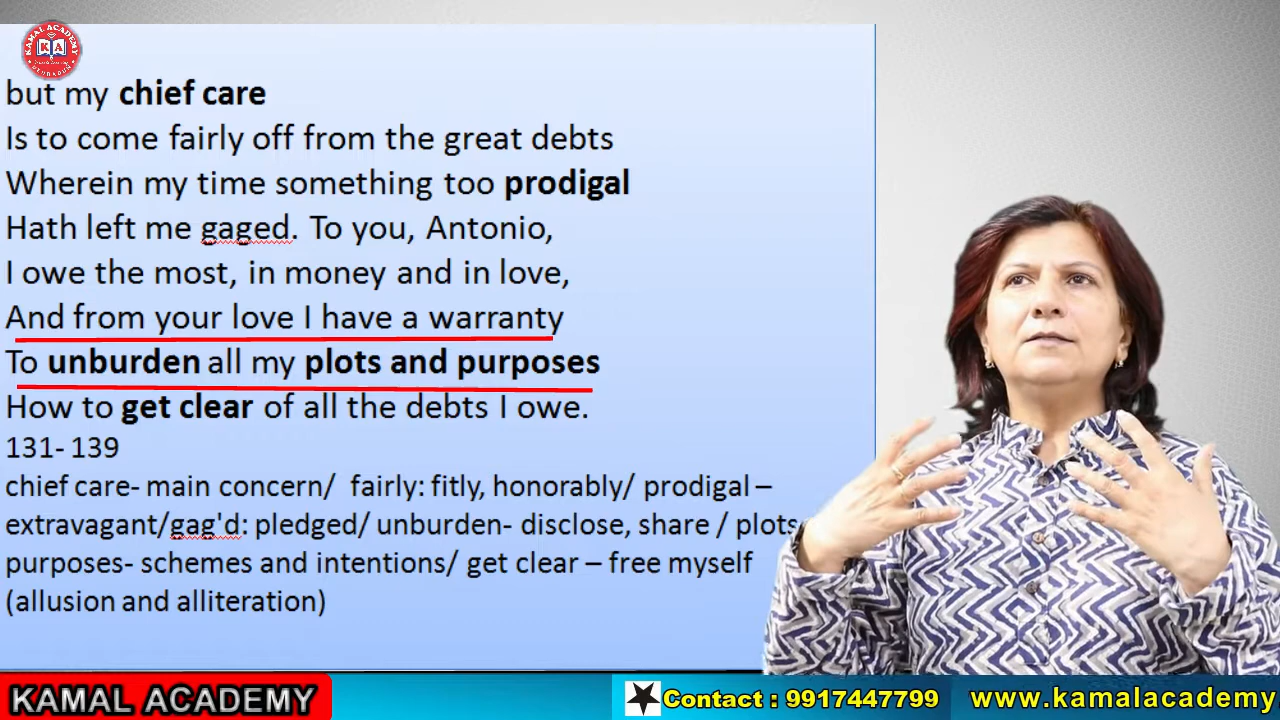 KAMAL ACADEMY
K A
DEHRADUN
but my chief care
Is to come fairly off from the great debts
Wherein my time something too prodigal
Hath left me gaged. To you, Antonio,
I owe the most, in money and in love,
And from your love I have a warranty
To unburden all my plots and purposes
How to get clear of all the debts I owe.
131- 139
chief care- main concern/ fairly: fitly, honorably/ prodigal –
extravagant/gag'd: pledged/ unburden- disclose, share / plots
purposes- schemes and intentions/ get clear – free myself
(allusion and alliteration)
KAMAL ACADEMY
Contact : 9917447799
www.kamalacademy